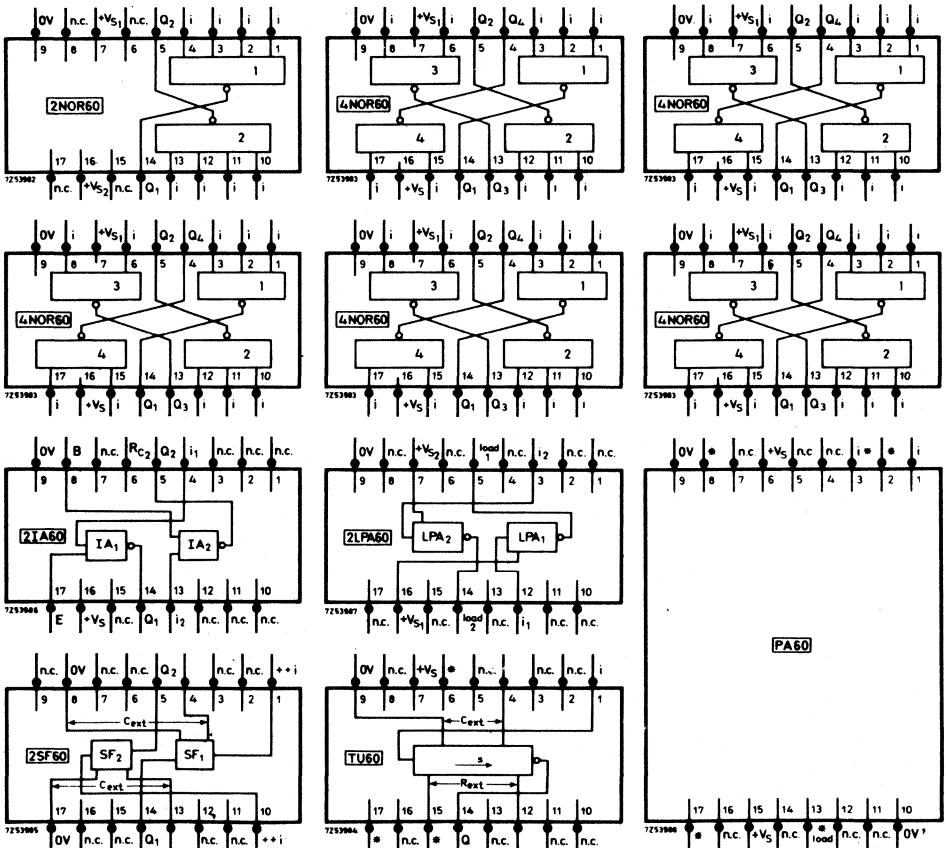 0V n.c. +VS1 n.c. Q2 i i i i
9 8 7 6 5 4 3 2 1
1
2NOR60
2
17 16 15 14 13 12 11 10
7Z53982
n.c. +VS2 n.c. Q1 i i i i
0V i +VS1 i Q2 Q4 i i i
9 8 7 6 5 4 3 2 1
3 1
4NOR60
4 2
17 16 15 14 13 12 11 10
7Z53983
i +VS i Q1 Q3 i i i
0V i +VS1 i Q2 Q4 i i i
9 8 7 6 5 4 3 2 1
3 1
4NOR60
4 2
17 16 15 14 13 12 11 10
7Z53983
i +VS i Q1 Q3 i i i
0V i +VS1 i Q2 Q4 i i i
9 8 7 6 5 4 3 2 1
3 1
4NOR60
4 2
17 16 15 14 13 12 11 10
7Z53983
i +VS i Q1 Q3 i i i
0V i +VS1 i Q2 Q4 i i i
9 8 7 6 5 4 3 2 1
3 1
4NOR60
4 2
17 16 15 14 13 12 11 10
7Z53983
i +VS i Q1 Q3 i i i
0V i +VS1 i Q2 Q4 i i i
9 8 7 6 5 4 3 2 1
3 1
4NOR60
4 2
17 16 15 14 13 12 11 10
7Z53983
i +VS i Q1 Q3 i i i
0V B n.c. RC2 Q2 i1 n.c. n.c. n.c.
9 8 7 6 5 4 3 2 1
2IA60
IA1 IA2
17 16 15 14 13 12 11 10
7Z53986
E +VS n.c. Q1 i2 n.c. n.c. n.c.
0V n.c. +VS2 n.c. load 1 n.c. i2 n.c. n.c.
9 8 7 6 5 4 3 2 1
2LPA60
LPA2 LPA1
17 16 15 14 13 12 11 10
7Z53987
n.c. +VS1 n.c. load 2 n.c. i1 n.c. n.c.
0V * n.c. +VS n.c. n.c. i * * i
9 8 7 6 5 4 3 2 1
PA60
17 16 15 14 13 12 11 10
7Z53988
* n.c. +VS n.c. * load n.c. n.c. 0V
n.c. 0V n.c. n.c. Q2 n.c. n.c. ++i
9 8 7 6 5 4 3 2 1
Cext
2SF60
SF2 SF1
Cext
17 16 15 14 13 12 11 10
7Z53985
0V n.c. n.c. Q1 n.c. n.c. ++i
0V n.c. +VS * n.c. n.c. n.c. i
9 8 7 6 5 4 3 2 1
Cext
TU60
s
Rext
17 16 15 14 13 12 11 10
7Z53984
* n.c. * Q n.c. n.c.